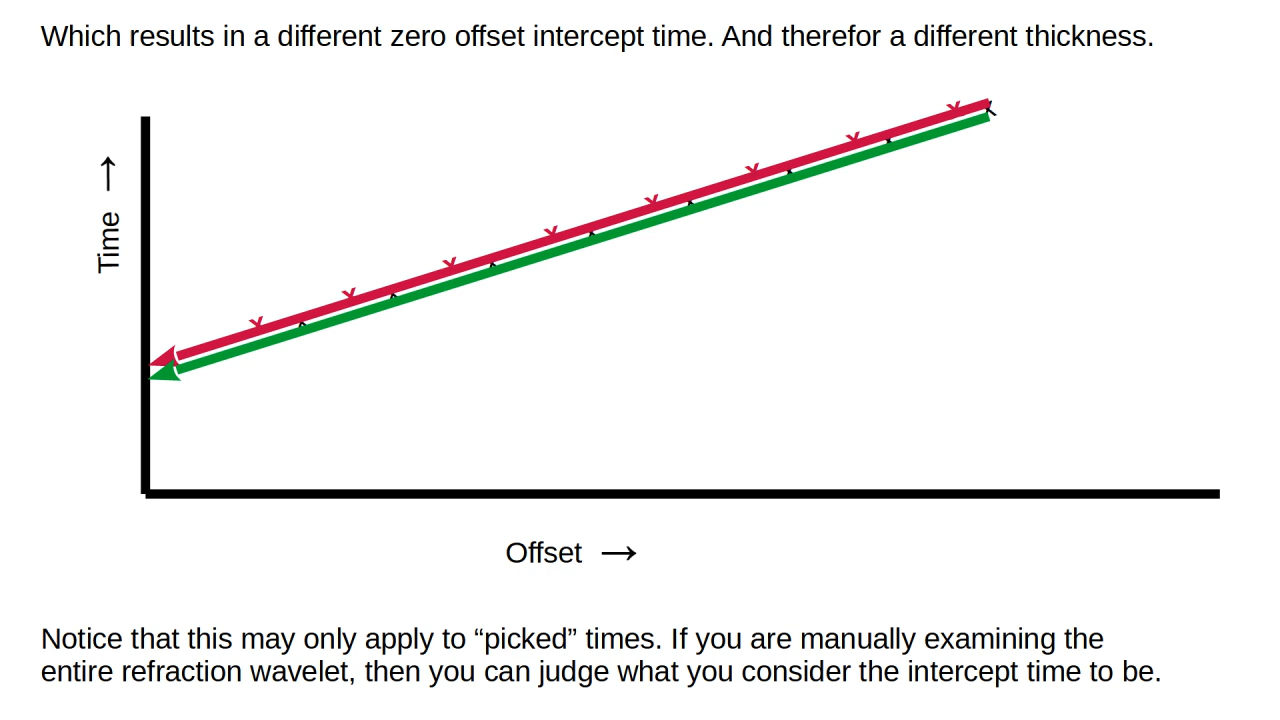 Which results in a different zero offset intercept time. And therefor a different thickness.
Time →
Offset →
Notice that this may only apply to “picked” times. If you are manually examining the
entire refraction wavelet, then you can judge what you consider the intercept time to be.